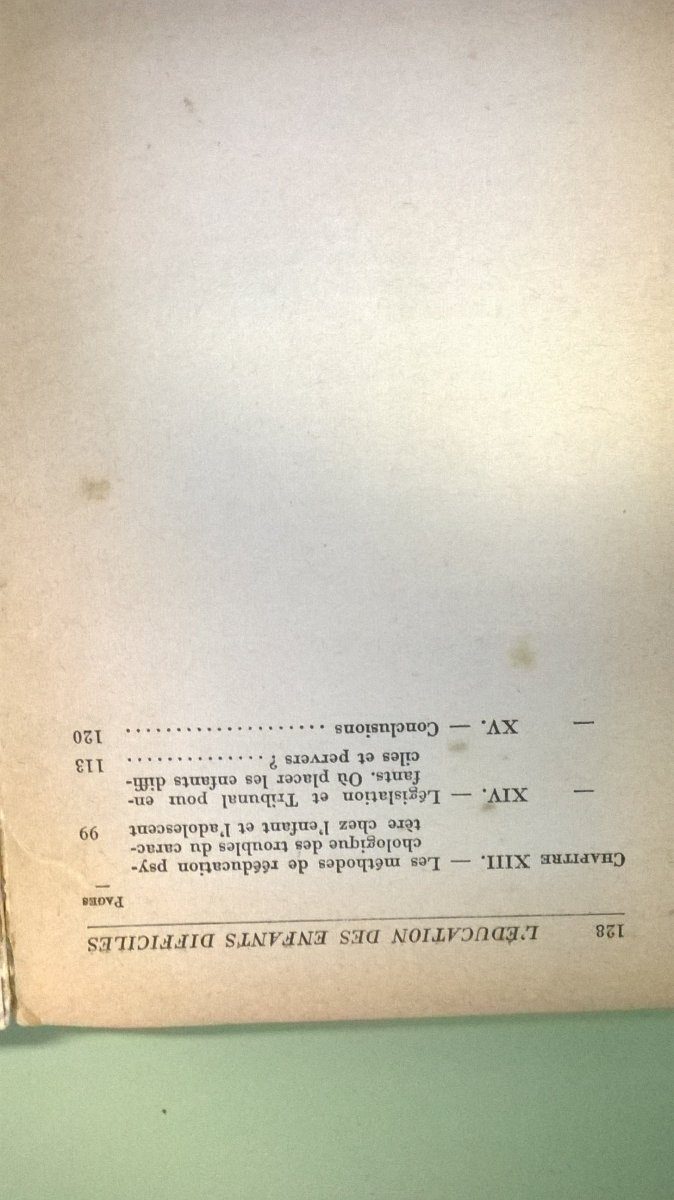 128 L'ÉDUCATION DES ENFANTS DIFFICILES
PAGES
—
CHAPITRE XIII. — Les méthodes de rééducation psy-
chologique des troubles du carac-
tère chez l'enfant et l'adolescent 99
— XIV. — Législation et Tribunal pour en-
fants. Où placer les enfants diffi-
ciles et pervers ? .............. 113
— XV. — Conclusions .................... 120